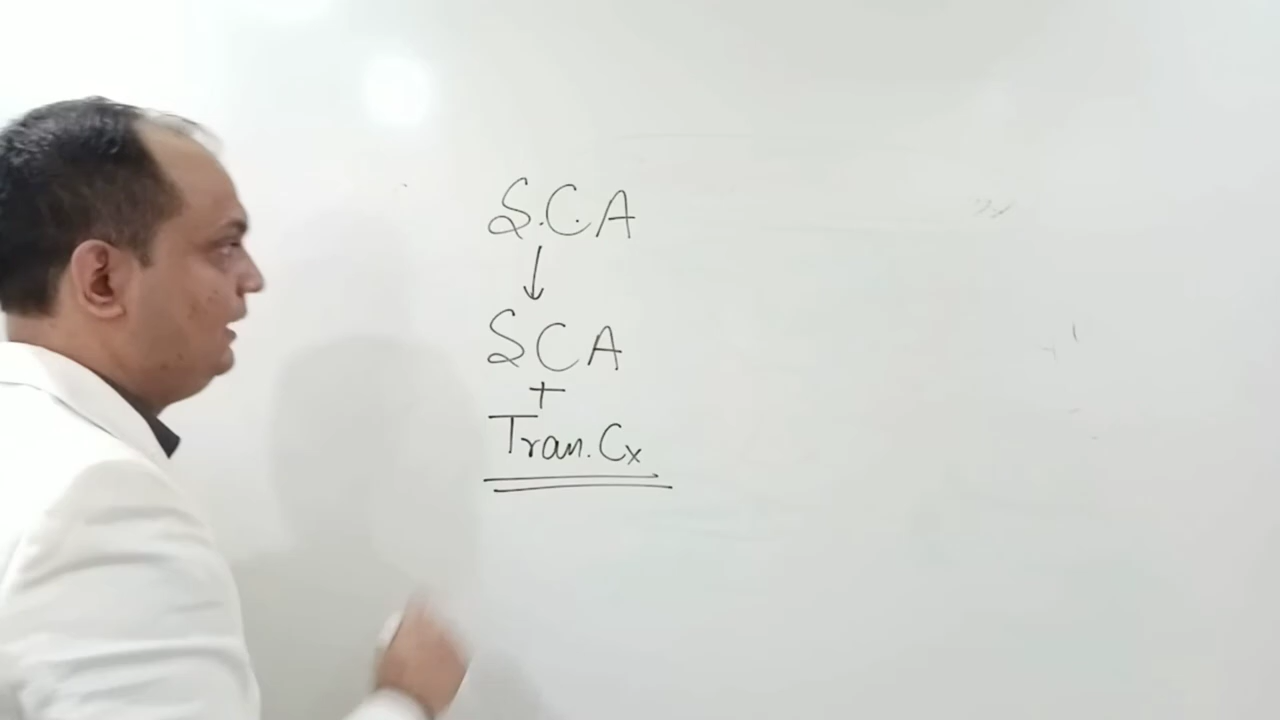 S.C.A
↓
SCA
+
Tran.Cx